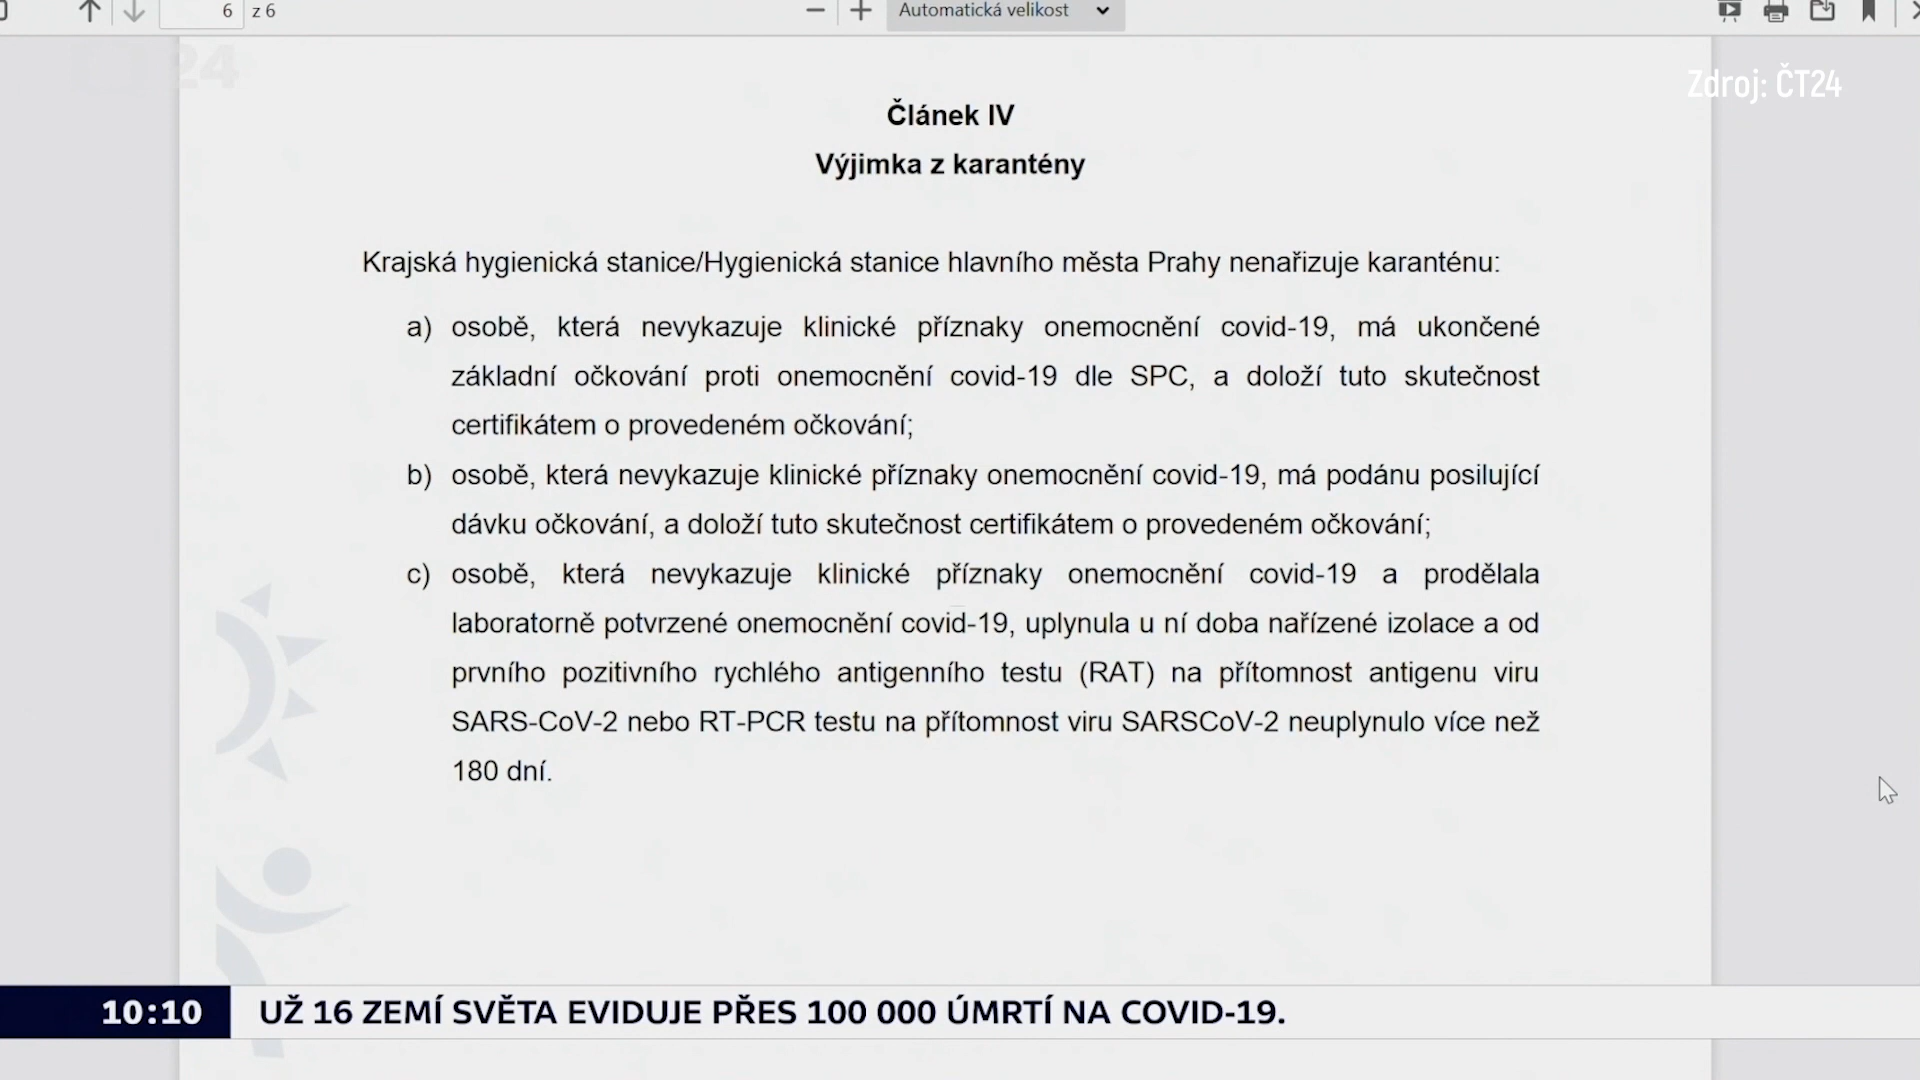 6 z 6
Automatická velikost
24
Zdroj: ČT24
Článek IV
Výjimka z karantény
Krajská hygienická stanice/Hygienická stanice hlavního města Prahy nenařizuje karanténu:
a) osobě, která nevykazuje klinické příznaky onemocnění covid-19, má ukončené
základní očkování proti onemocnění covid-19 dle SPC, a doloží tuto skutečnost
certifikátem o provedeném očkování;
b) osobě, která nevykazuje klinické příznaky onemocnění covid-19, má podánu posilující
dávku očkování, a doloží tuto skutečnost certifikátem o provedeném očkování;
c) osobě, která nevykazuje klinické příznaky onemocnění covid-19 a prodělala
laboratorně potvrzené onemocnění covid-19, uplynula u ní doba nařízené izolace a od
prvního pozitivního rychlého antigenního testu (RAT) na přítomnost antigenu viru
SARS-CoV-2 nebo RT-PCR testu na přítomnost viru SARSCoV-2 neuplynulo více než
180 dní.
10:10 UŽ 16 ZEMÍ SVĚTA EVIDUJE PŘES 100 000 ÚMRTÍ NA COVID-19.